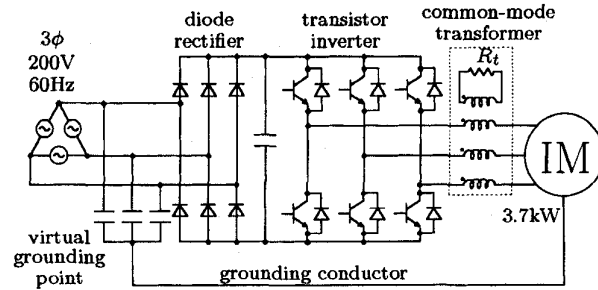 common-mode
transformer
diode
rectifier
transistor
inverter
3ϕ
200V
60Hz
R_t
IM
3.7kW
virtual
grounding
point
grounding conductor